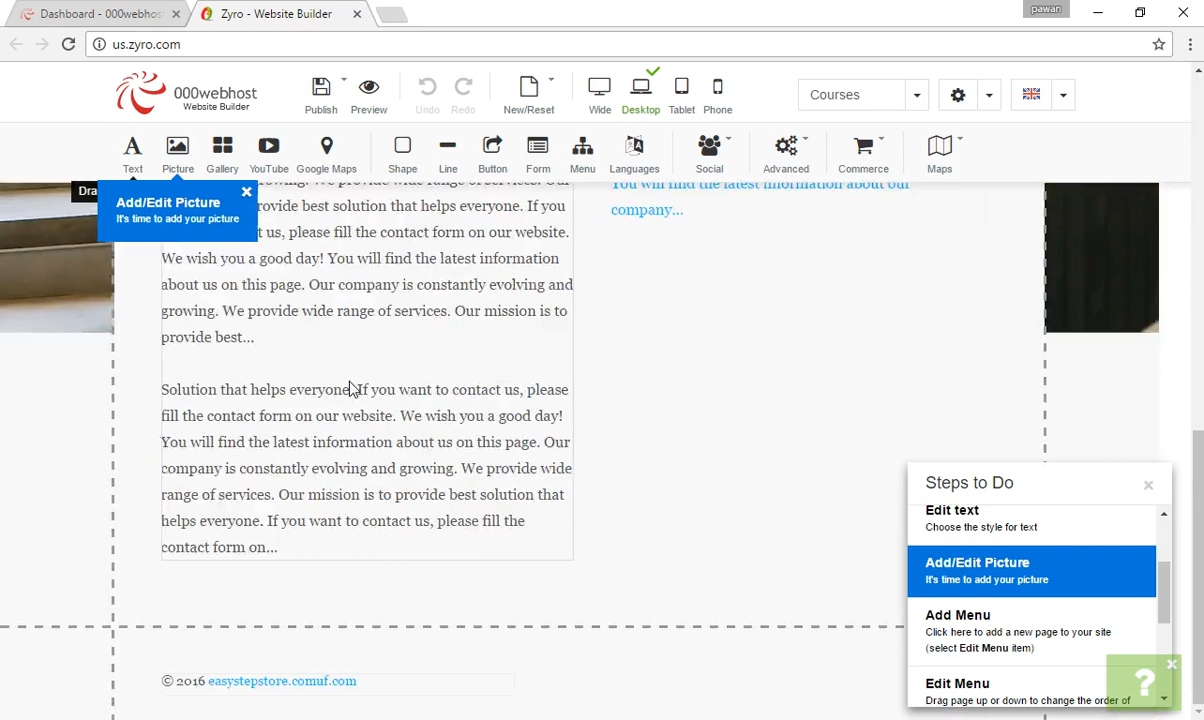 Dashboard - 000webhos
Zyro - Website Builder
pawan
us.zyro.com
000webhost
Website Builder
Publish
Preview
Undo
Redo
New/Reset
Wide
Desktop
Tablet
Phone
Courses
Text
Picture
Gallery
YouTube
Google Maps
Shape
Line
Button
Form
Menu
Languages
Social
Advanced
Commerce
Maps
Dra
Add/Edit Picture
It's time to add your picture
growing. We provide wide range of services. Our
rovide best solution that helps everyone. If you
t us, please fill the contact form on our website.
We wish you a good day! You will find the latest information
about us on this page. Our company is constantly evolving and
growing. We provide wide range of services. Our mission is to
provide best...
Solution that helps everyone. If you want to contact us, please
fill the contact form on our website. We wish you a good day!
You will find the latest information about us on this page. Our
company is constantly evolving and growing. We provide wide
range of services. Our mission is to provide best solution that
helps everyone. If you want to contact us, please fill the
contact form on...
You will find the latest information about our
company...
© 2016 easystepstore.comuf.com
Steps to Do
Edit text
Choose the style for text
Add/Edit Picture
It's time to add your picture
Add Menu
Click here to add a new page to your site
(select Edit Menu item)
Edit Menu
Drag page up or down to change the order of
?